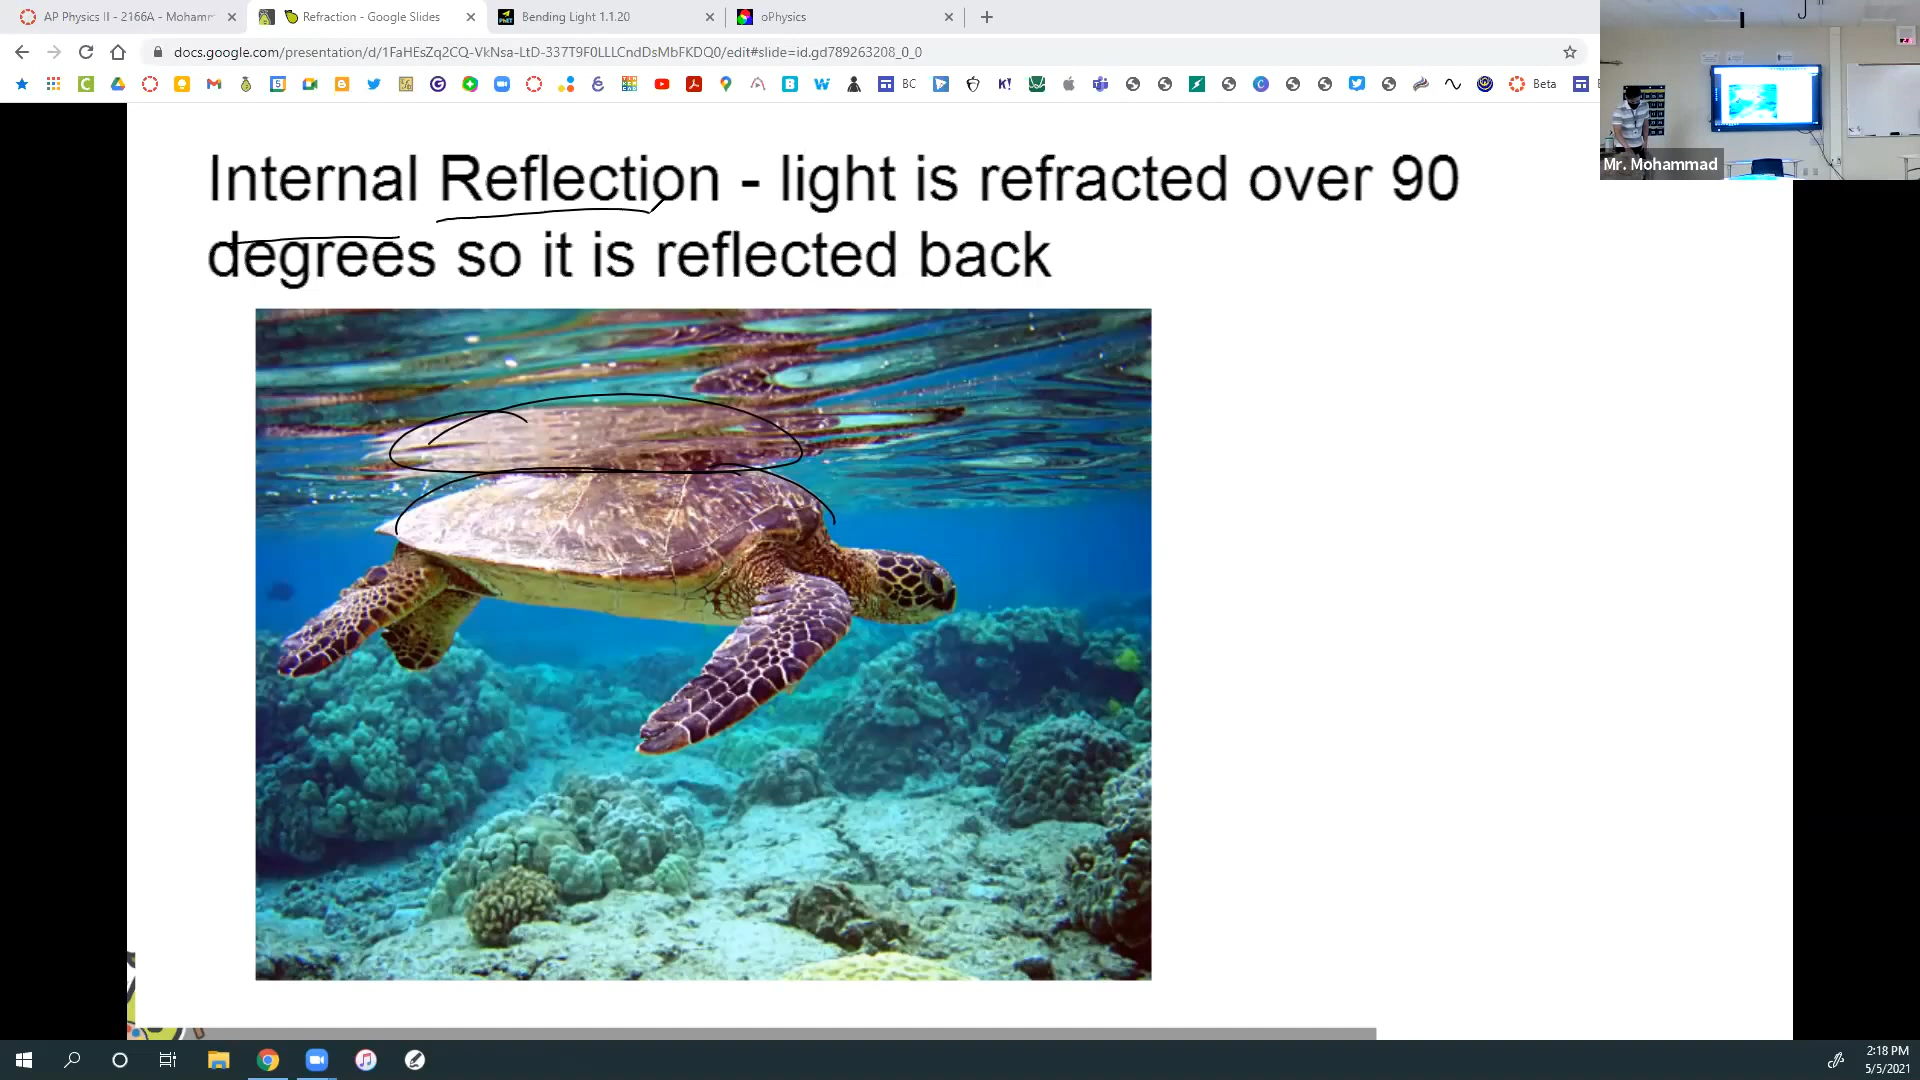 AP Physics II - 2166A - Mohamm
Refraction - Google Slides
Bending Light 1.1.20
oPhysics
docs.google.com/presentation/d/1FaHEsZq2CQ-VkNsa-LtD-337T9F0LLLCndDsMbFKDQ0/edit#slide=id.gd789263208_0_0
BC
Beta
Mr. Mohammad
Internal Reflection - light is refracted over 90
degrees so it is reflected back
2:18 PM
5/5/2021